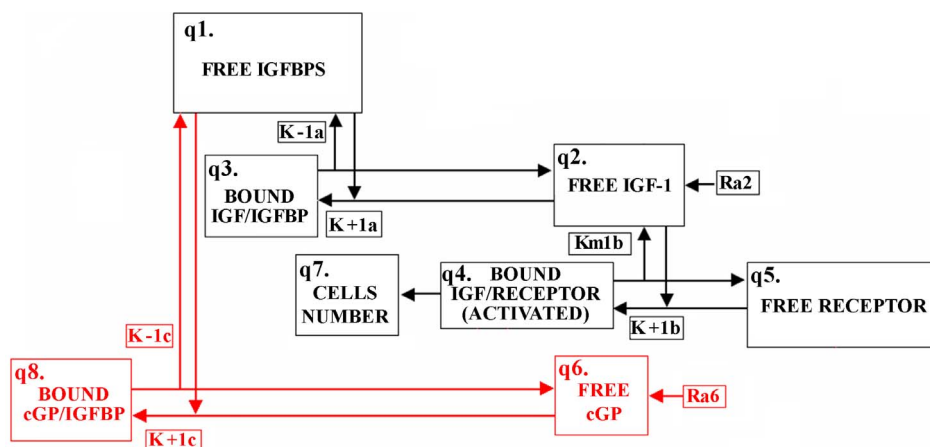 q1.
FREE IGFBPS
K-1a
q3.
BOUND
IGF/IGFBP
K+1a
q2.
FREE IGF-1
Ra2
Km1b
q7.
CELLS
NUMBER
q4. BOUND
IGF/RECEPTOR
(ACTIVATED)
K+1b
q5.
FREE RECEPTOR
K-1c
q8.
BOUND
cGP/IGFBP
K+1c
q6.
FREE
cGP
Ra6